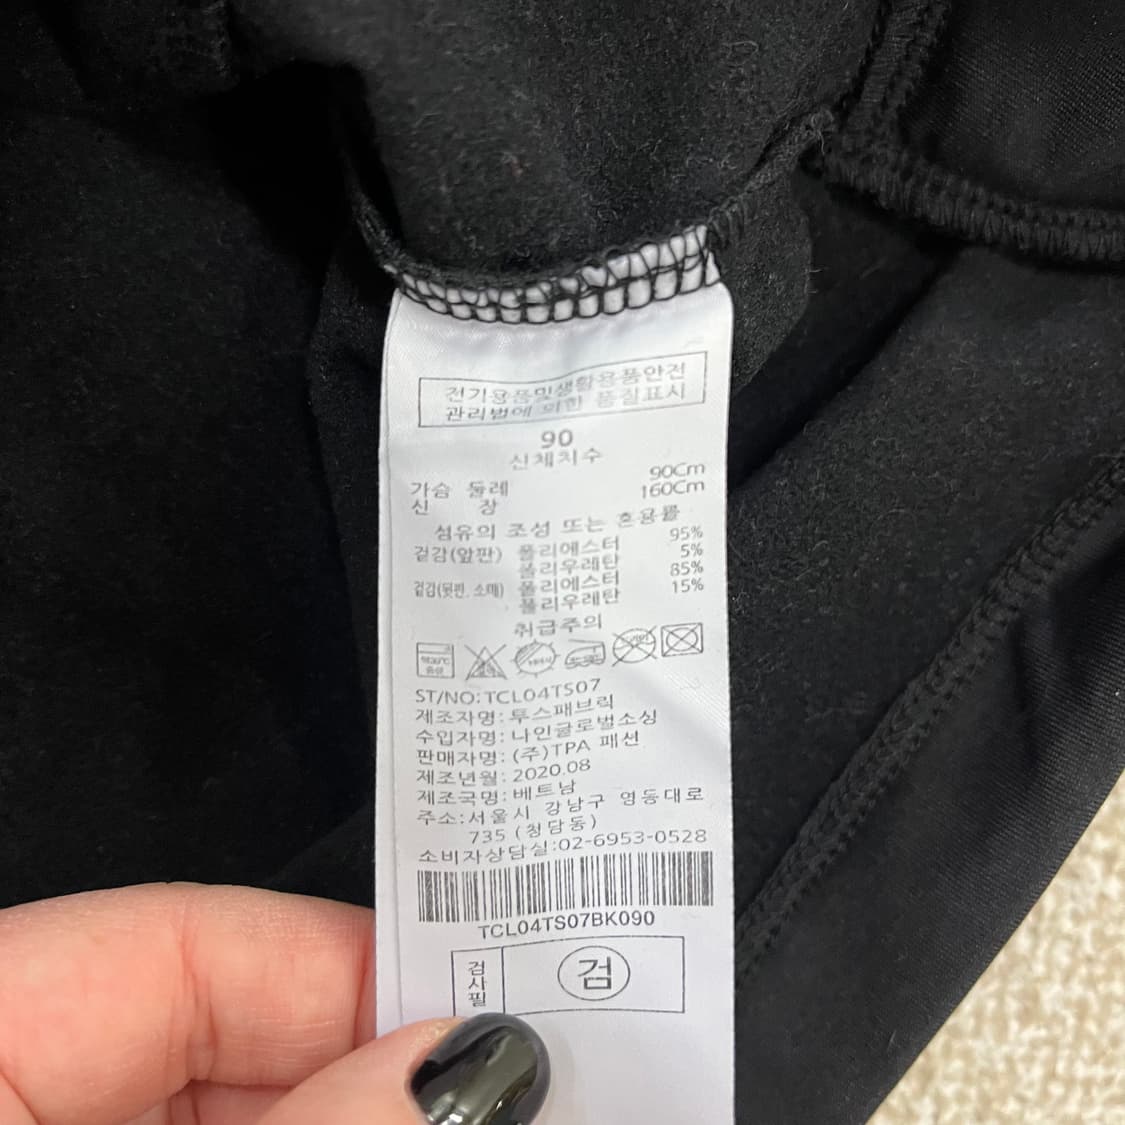 전기용품및생활용품안전
관리법에 의한 품질표시
90
신체치수
가슴 둘레 90Cm
신 장 160Cm
섬유의 조성 또는 혼용률
겉감(앞판) 폴리에스터 95%
폴리우레탄 5%
겉감(뒷판, 소매) 폴리에스터 85%
폴리우레탄 15%
취급주의
ST/NO:TCL04TS07
제조자명:투스패브릭
수입자명:나인글로벌소싱
판매자명:(주)TPA 패션
제조년월:2020.08
제조국명:베트남
주소:서울시 강남구 영동대로
735 (청담동)
소비자상담실:02-6953-0528
TCL04TS07BK090
검사필
검